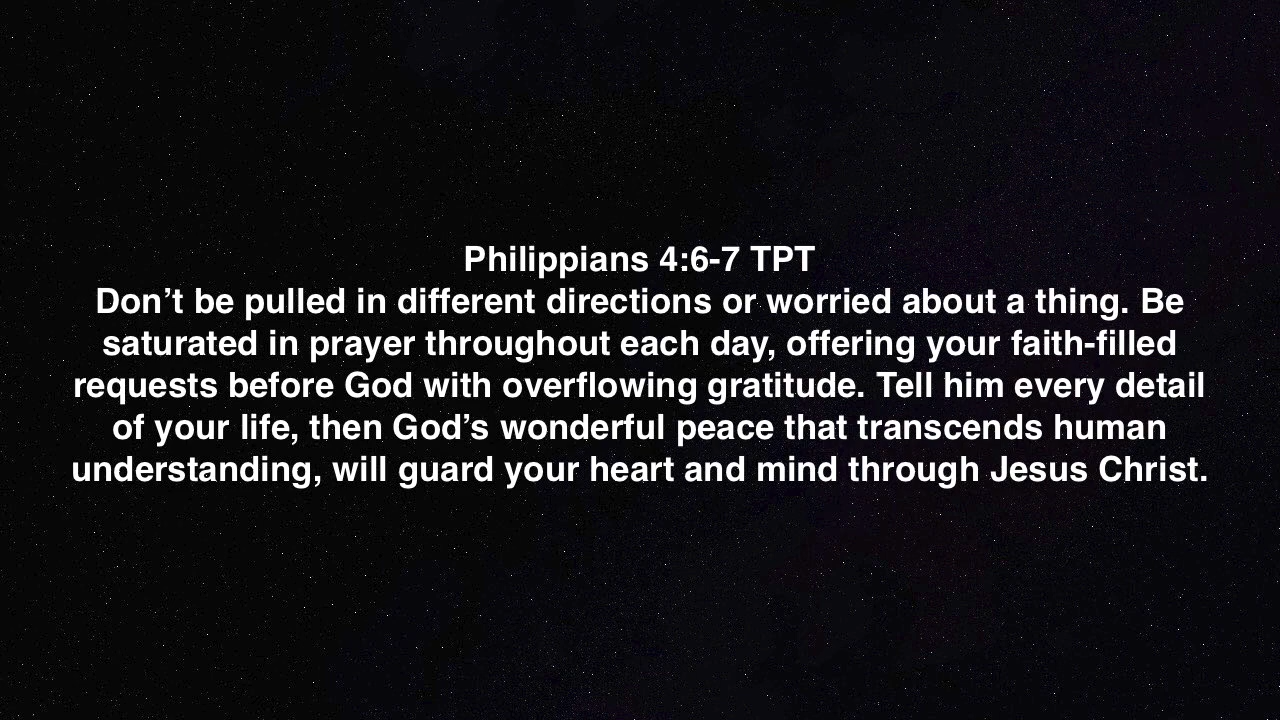 Philippians 4:6-7 TPT
Don’t be pulled in different directions or worried about a thing. Be
saturated in prayer throughout each day, offering your faith-filled
requests before God with overflowing gratitude. Tell him every detail
of your life, then God’s wonderful peace that transcends human
understanding, will guard your heart and mind through Jesus Christ.